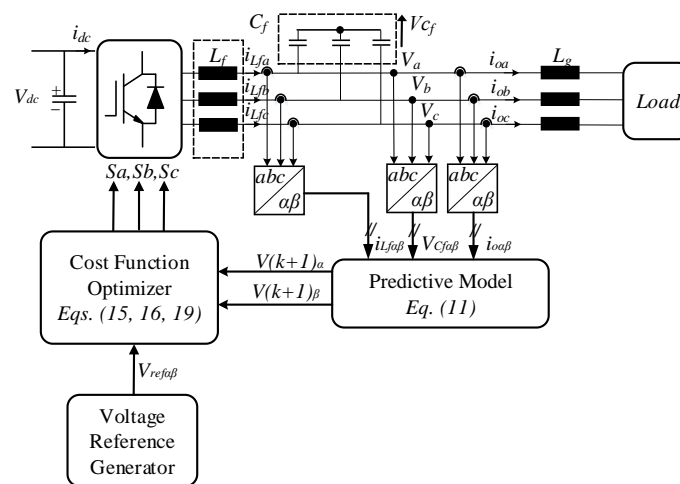 C_f
Vc_f
i_dc
L_f
i_Lfa
V_a
i_oa
L_g
V_dc
+
−
i_Lfb
V_b
i_ob
Load
i_Lfc
V_c
i_oc
Sa,Sb,Sc
abc
αβ
abc
αβ
abc
αβ
i_Lfαβ
V_Cfαβ
i_oαβ
Cost Function
Optimizer
Eqs. (15, 16, 19)
V(k+1)_α
V(k+1)_β
Predictive Model
Eq. (11)
V_refαβ
Voltage
Reference
Generator